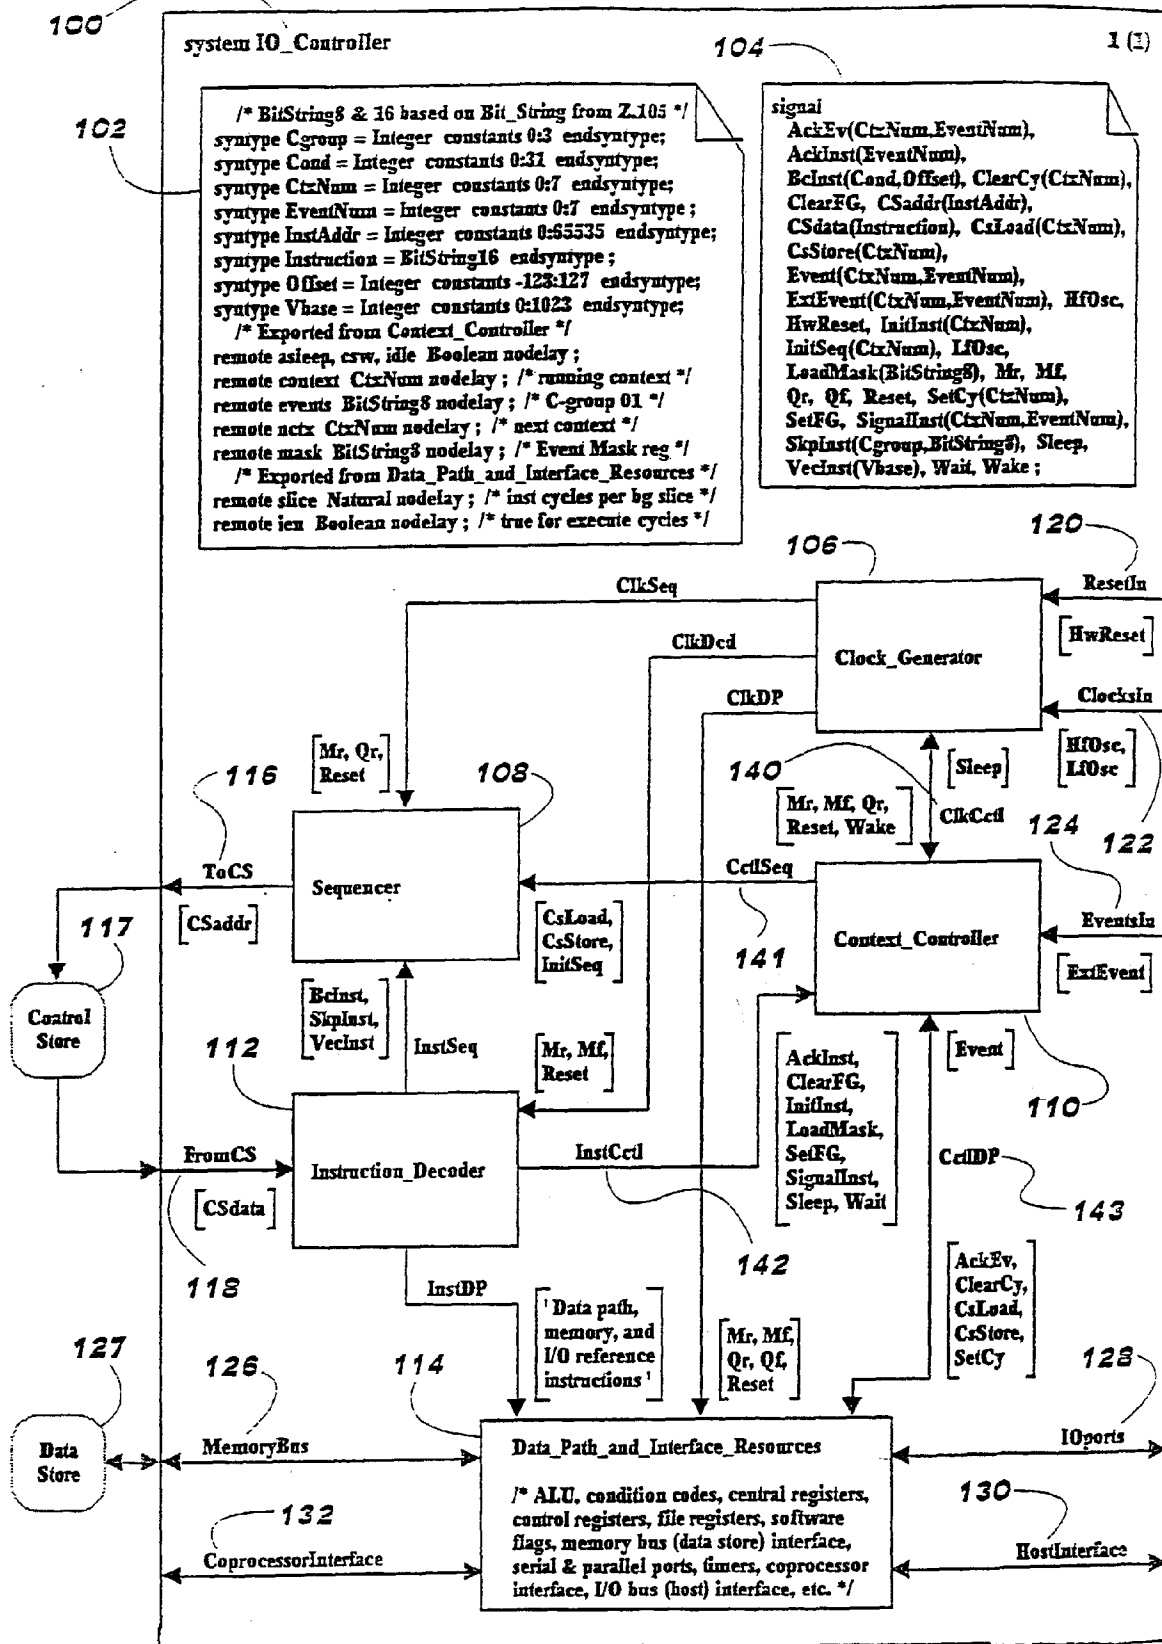 100
system IO_Controller
1 (1)
102
/* BitString8 & 16 based on Bit_String from Z.105 */
syntype Cgroup = Integer constants 0:3 endsyntype;
syntype Cond = Integer constants 0:31 endsyntype;
syntype CtxNum = Integer constants 0:7 endsyntype;
syntype EventNum = Integer constants 0:7 endsyntype ;
syntype InstAddr = Integer constants 0:65535 endsyntype;
syntype Instruction = BitString16 endsyntype ;
syntype Offset = Integer constants -128:127 endsyntype;
syntype Vbase = Integer constants 0:1023 endsyntype;
/* Exported from Context_Controller */
remote asleep, csw, idle Boolean nodelay ;
remote context CtxNum nodelay ; /* running context */
remote events BitString8 nodelay ; /* C-group 01 */
remote nctx CtxNum nodelay ; /* next context */
remote mask BitString8 nodelay ; /* Event Mask reg */
/* Exported from Data_Path_and_Interface_Resources */
remote slice Natural nodelay ; /* inst cycles per bg slice */
remote ien Boolean nodelay ; /* true for execute cycles */
104
signal
AckEv(CtxNum,EventNum),
AckInst(EventNum),
BcInst(Cond,Offset), ClearCy(CtxNum),
ClearFG, CSaddr(InstAddr),
CSdata(Instruction), CsLoad(CtxNum),
CsStore(CtxNum),
Event(CtxNum,EventNum),
ExtEvent(CtxNum,EventNum), HfOsc,
HwReset, InitInst(CtxNum),
InitSeq(CtxNum), LfOsc,
LoadMask(BitString8), Mr, Mf,
Qr, Qf, Reset, SetCy(CtxNum),
SetFG, SignalInst(CtxNum,EventNum),
SkpInst(Cgroup,BitString8), Sleep,
VecInst(Vbase), Wait, Wake ;
106
120
ClkSeq
ResetIn
[HwReset]
ClkDcd
Clock_Generator
ClkDP
ClocksIn
[HfOsc,
LfOsc]
122
[Mr, Qr,
Reset]
116
108
140
[Sleep]
[Mr, Mf, Qr,
Reset, Wake]
ClkCctl
124
ToCS
[CSaddr]
Sequencer
CctlSeq
141
[CsLoad,
CsStore,
InitSeq]
Context_Controller
EventsIn
[ExtEvent]
117
Control
Store
[BcInst,
SkpInst,
VecInst]
InstSeq
112
[Mr, Mf,
Reset]
[Event]
110
[AckInst,
ClearFG,
InitInst,
LoadMask,
SetFG,
SignalInst,
Sleep, Wait]
FromCS
[CSdata]
118
Instruction_Decoder
InstCctl
142
CctlDP
143
InstDP
['Data path,
memory, and
I/O reference
instructions']
[Mr, Mf,
Qr, Qf,
Reset]
[AckEv,
ClearCy,
CsLoad,
CsStore,
SetCy]
127
126
114
128
Data
Store
MemoryBus
Data_Path_and_Interface_Resources
IOports
/* ALU, condition codes, central registers,
control registers, file registers, software
flags, memory bus (data store) interface,
serial & parallel ports, timers, coprocessor
interface, I/O bus (host) interface, etc. */
132
CoprocessorInterface
130
HostInterface